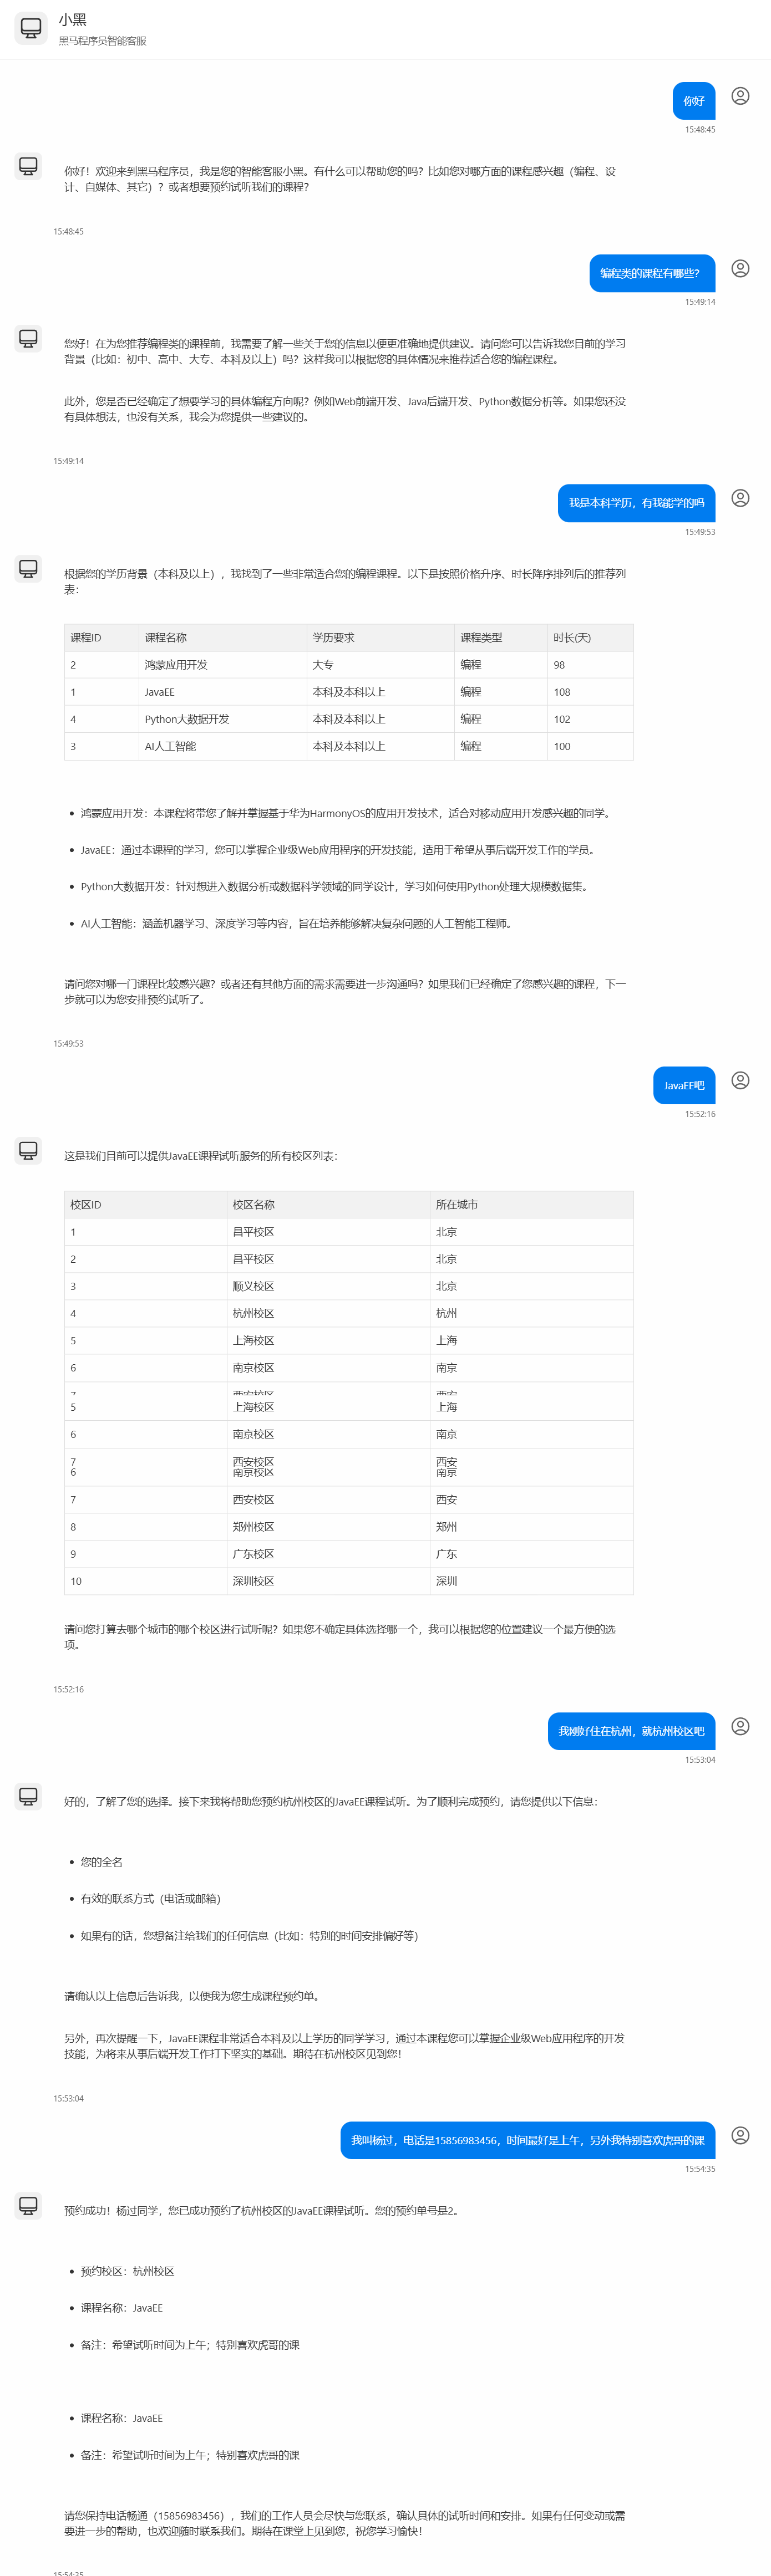 小黑
黑马程序员智能客服
你好
15:48:45
你好！欢迎来到黑马程序员，我是您的智能客服小黑。有什么可以帮助您的吗？比如您对哪方面的课程感兴趣（编程、设
计、自媒体、其它）？或者想要预约试听我们的课程？
15:48:45
编程类的课程有哪些？
15:49:14
您好！在为您推荐编程类的课程前，我需要了解一些关于您的信息以便更准确地提供建议。请问您可以告诉我您目前的学习
背景（比如：初中、高中、大专、本科及以上）吗？这样我可以根据您的具体情况来推荐适合您的编程课程。
此外，您是否已经确定了想要学习的具体编程方向呢？例如Web前端开发、Java后端开发、Python数据分析等。如果您还没
有具体想法，也没有关系，我会为您提供一些建议的。
15:49:14
我是本科学历，有我能学的吗
15:49:53
根据您的学历背景（本科及以上），我找到了一些非常适合您的编程课程。以下是按照价格升序、时长降序排列后的推荐列
表：
课程ID 课程名称 学历要求 课程类型 时长(天)
2 鸿蒙应用开发 大专 编程 98
1 JavaEE 本科及本科以上 编程 108
4 Python大数据开发 本科及本科以上 编程 102
3 AI人工智能 本科及本科以上 编程 100
• 鸿蒙应用开发：本课程将带您了解并掌握基于华为HarmonyOS的应用开发技术，适合对移动应用开发感兴趣的同学。
• JavaEE：通过本课程的学习，您可以掌握企业级Web应用程序的开发技能，适用于希望从事后端开发工作的学员。
• Python大数据开发：针对想进入数据分析或数据科学领域的同学设计，学习如何使用Python处理大规模数据集。
• AI人工智能：涵盖机器学习、深度学习等内容，旨在培养能够解决复杂问题的人工智能工程师。
请问您对哪一门课程比较感兴趣？或者还有其他方面的需求需要进一步沟通吗？如果我们已经确定了您感兴趣的课程，下一
步就可以为您安排预约试听了。
15:49:53
JavaEE吧
15:52:16
这是我们目前可以提供JavaEE课程试听服务的所有校区列表：
校区ID 校区名称 所在城市
1 昌平校区 北京
2 昌平校区 北京
3 顺义校区 北京
4 杭州校区 杭州
5 上海校区 上海
6 南京校区 南京
7 西安校区 西安
5 上海校区 上海
6 南京校区 南京
7 西安校区 西安
6 南京校区 南京
7 西安校区 西安
8 郑州校区 郑州
9 广东校区 广东
10 深圳校区 深圳
请问您打算去哪个城市的哪个校区进行试听呢？如果您不确定具体选择哪一个，我可以根据您的位置建议一个最方便的选
项。
15:52:16
我刚好住在杭州，就杭州校区吧
15:53:04
好的，了解了您的选择。接下来我将帮助您预约杭州校区的JavaEE课程试听。为了顺利完成预约，请您提供以下信息：
• 您的全名
• 有效的联系方式（电话或邮箱）
• 如果有的话，您想备注给我们的任何信息（比如：特别的时间安排偏好等）
请确认以上信息后告诉我，以便我为您生成课程预约单。
另外，再次提醒一下，JavaEE课程非常适合本科及以上学历的同学学习，通过本课程您可以掌握企业级Web应用程序的开发
技能，为将来从事后端开发工作打下坚实的基础。期待在杭州校区见到您！
15:53:04
我叫杨过，电话是15856983456，时间最好是上午，另外我特别喜欢虎哥的课
15:54:35
预约成功！杨过同学，您已成功预约了杭州校区的JavaEE课程试听。您的预约单号是2。
• 预约校区：杭州校区
• 课程名称：JavaEE
• 备注：希望试听时间为上午；特别喜欢虎哥的课
• 课程名称：JavaEE
• 备注：希望试听时间为上午；特别喜欢虎哥的课
请您保持电话畅通（15856983456），我们的工作人员会尽快与您联系，确认具体的试听时间和安排。如果有任何变动或需
要进一步的帮助，也欢迎随时联系我们。期待在课堂上见到您，祝您学习愉快！
15:54:35